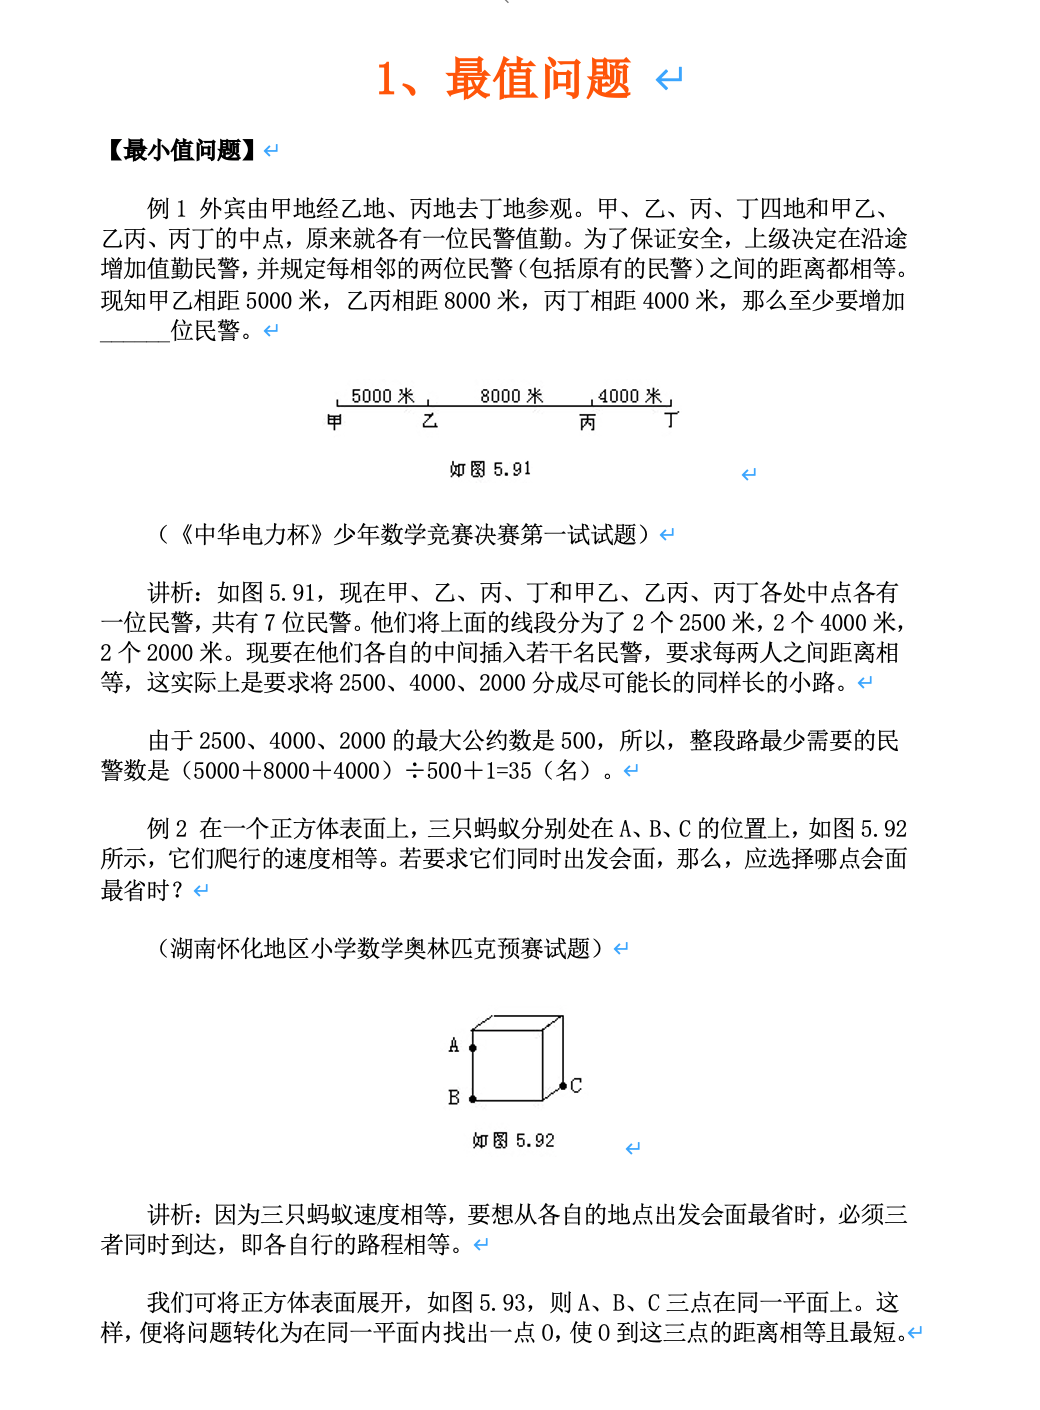 1、最值问题
【最小值问题】
例 1 外宾由甲地经乙地、丙地去丁地参观。甲、乙、丙、丁四地和甲乙、
乙丙、丙丁的中点，原来就各有一位民警值勤。为了保证安全，上级决定在沿途
增加值勤民警，并规定每相邻的两位民警（包括原有的民警）之间的距离都相等。
现知甲乙相距 5000 米，乙丙相距 8000 米，丙丁相距 4000 米，那么至少要增加
______位民警。
5000 米 8000 米 4000 米
甲 乙 丙 丁
如图 5.91
（《中华电力杯》少年数学竞赛决赛第一试试题）
讲析：如图 5.91，现在甲、乙、丙、丁和甲乙、乙丙、丙丁各处中点各有
一位民警，共有 7 位民警。他们将上面的线段分为了 2 个 2500 米，2 个 4000 米，
2 个 2000 米。现要在他们各自的中间插入若干名民警，要求每两人之间距离相
等，这实际上是要求将 2500、4000、2000 分成尽可能长的同样长的小路。
由于 2500、4000、2000 的最大公约数是 500，所以，整段路最少需要的民
警数是（5000＋8000＋4000）÷500＋1=35（名）。
例 2 在一个正方体表面上，三只蚂蚁分别处在 A、B、C 的位置上，如图 5.92
所示，它们爬行的速度相等。若要求它们同时出发会面，那么，应选择哪点会面
最省时？
（湖南怀化地区小学数学奥林匹克预赛试题）
A
B
C
如图 5.92
讲析：因为三只蚂蚁速度相等，要想从各自的地点出发会面最省时，必须三
者同时到达，即各自行的路程相等。
我们可将正方体表面展开，如图 5.93，则 A、B、C 三点在同一平面上。这
样，便将问题转化为在同一平面内找出一点 O，使 O 到这三点的距离相等且最短。